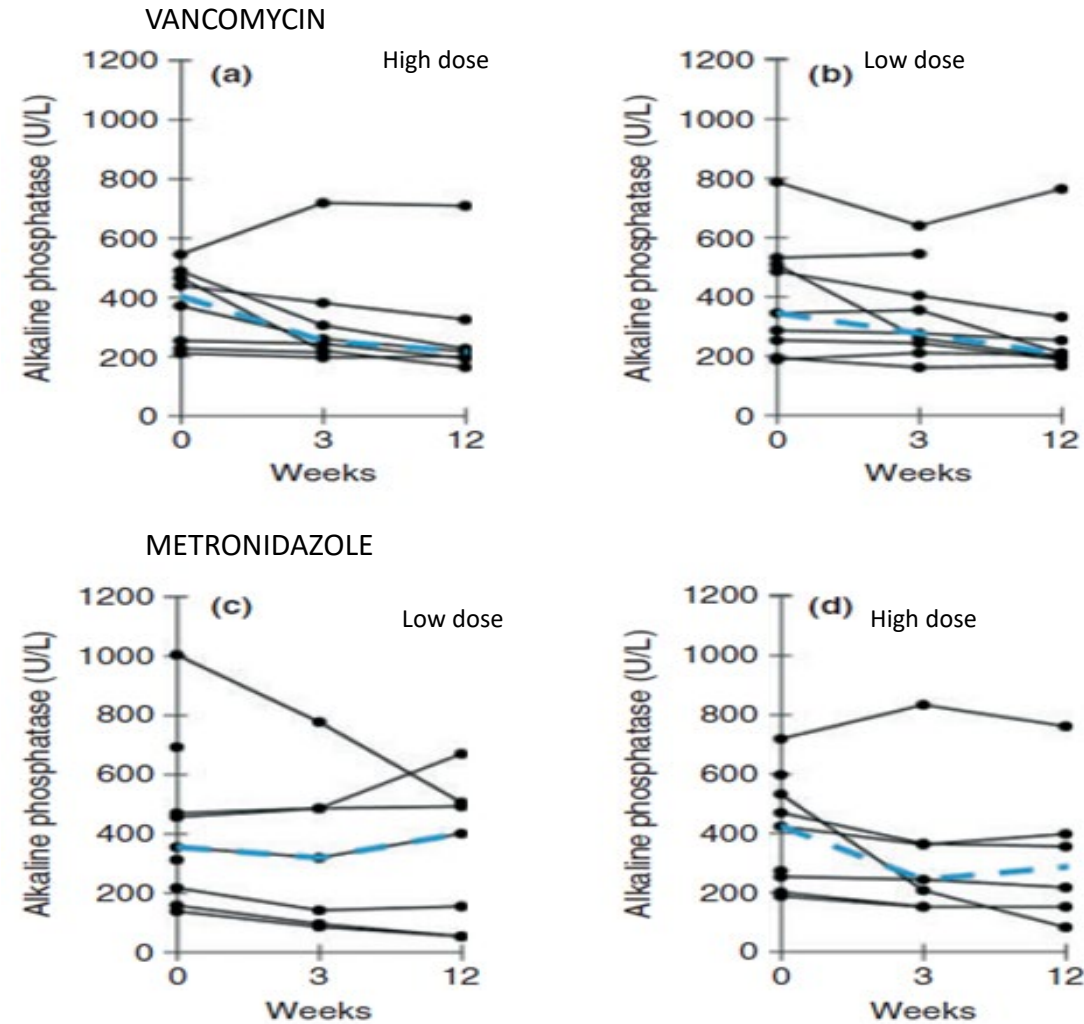 VANCOMYCIN
(a) High dose
Alkaline phosphatase (U/L)
1200
1000
800
600
400
200
0
0 3 12
Weeks
(b) Low dose
Alkaline phosphatase (U/L)
1200
1000
800
600
400
200
0
0 3 12
Weeks
METRONIDAZOLE
(c) Low dose
Alkaline phosphatase (U/L)
1200
1000
800
600
400
200
0
0 3 12
Weeks
(d) High dose
Alkaline phosphatase (U/L)
1200
1000
800
600
400
200
0
0 3 12
Weeks